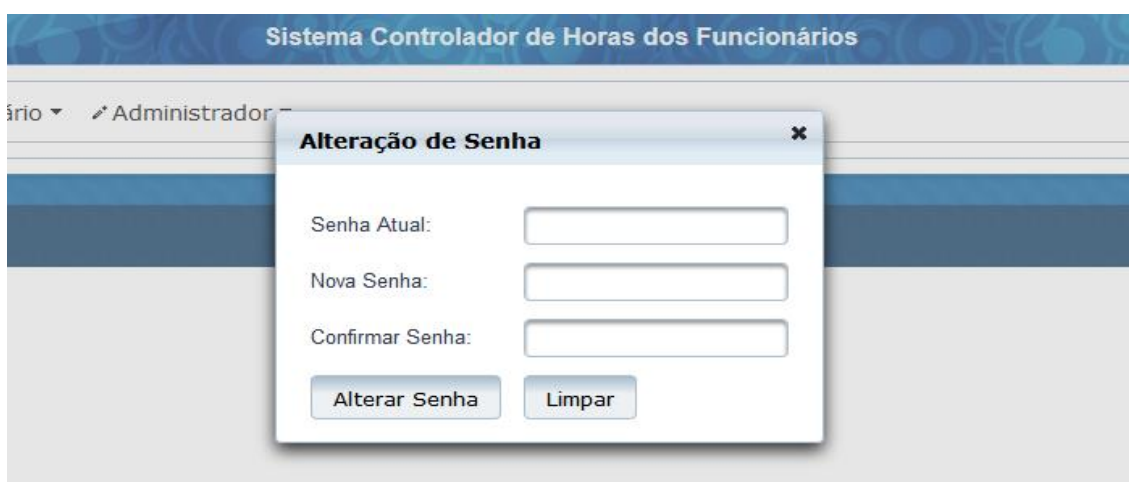 Sistema Controlador de Horas dos Funcionários
ário Administrador
Alteração de Senha
Senha Atual:
Nova Senha:
Confirmar Senha:
Alterar Senha Limpar